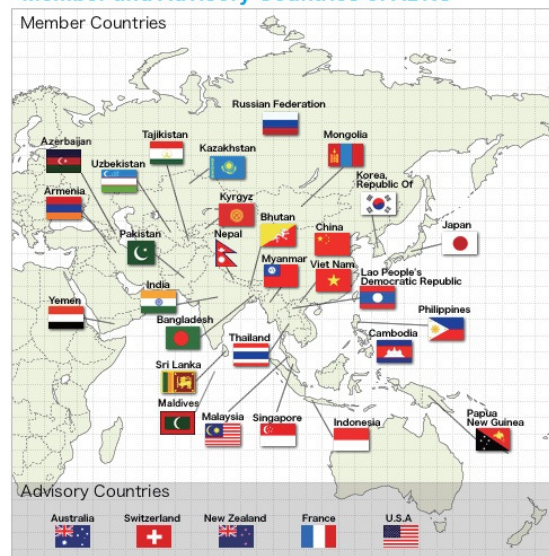 Member Countries
Russian Federation
Tajikistan
Mongolia
Azerbaijan
Kazakhstan
Uzbekistan
Korea,
Republic Of
Armenia
Kyrgyz
Bhutan
China
Japan
Pakistan
Nepal
Myanmar
Viet Nam
Lao People's
Democratic Republic
India
Yemen
Bangladesh
Philippines
Thailand
Cambodia
Sri Lanka
Maldives
Malaysia
Singapore
Indonesia
Papua
New Guinea
Advisory Countries
Australia
Switzerland
New Zealand
France
U.S.A